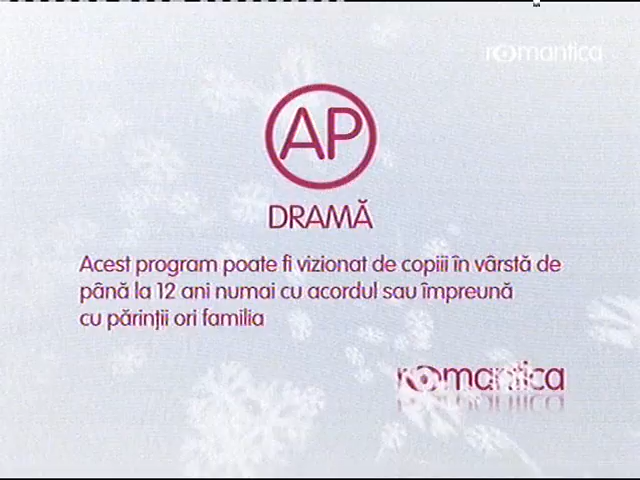 romantica
AP
DRAMĂ
Acest program poate fi vizionat de copiii în vârstă de
până la 12 ani numai cu acordul sau împreună
cu părinții ori familia
romantica